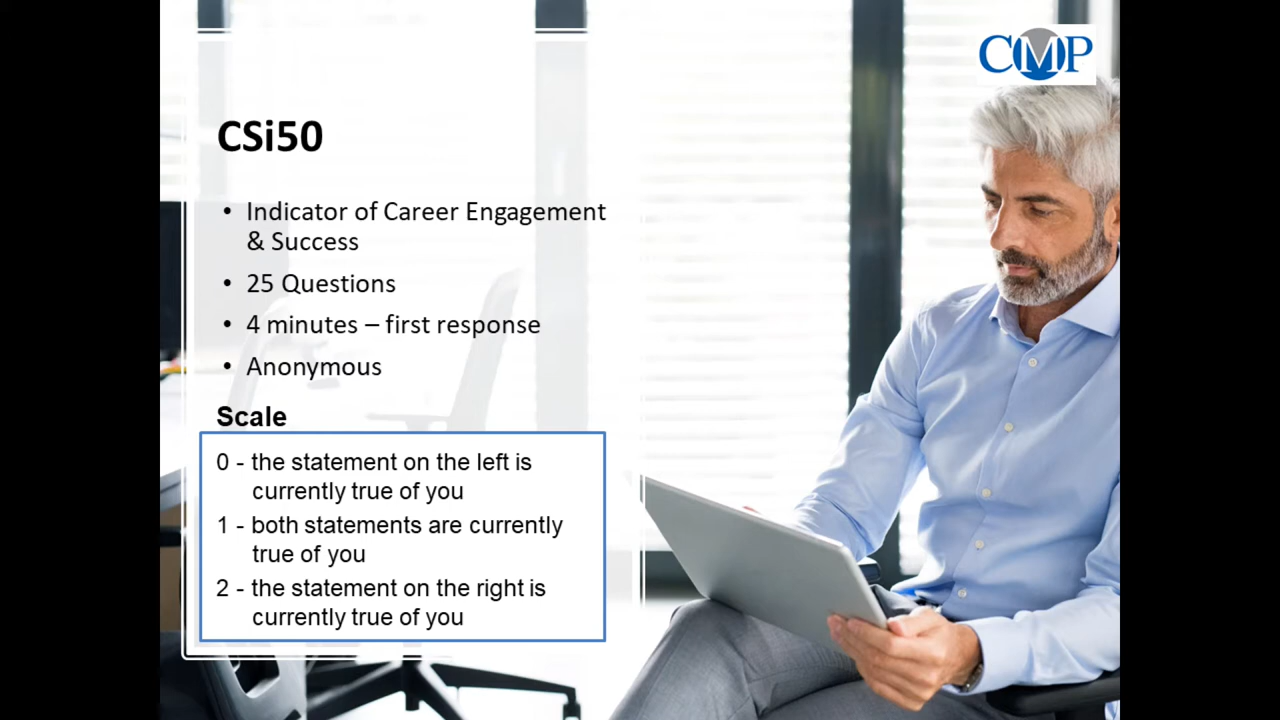 CMP
CSi50
• Indicator of Career Engagement
& Success
• 25 Questions
• 4 minutes – first response
• Anonymous
Scale
0 - the statement on the left is
currently true of you
1 - both statements are currently
true of you
2 - the statement on the right is
currently true of you